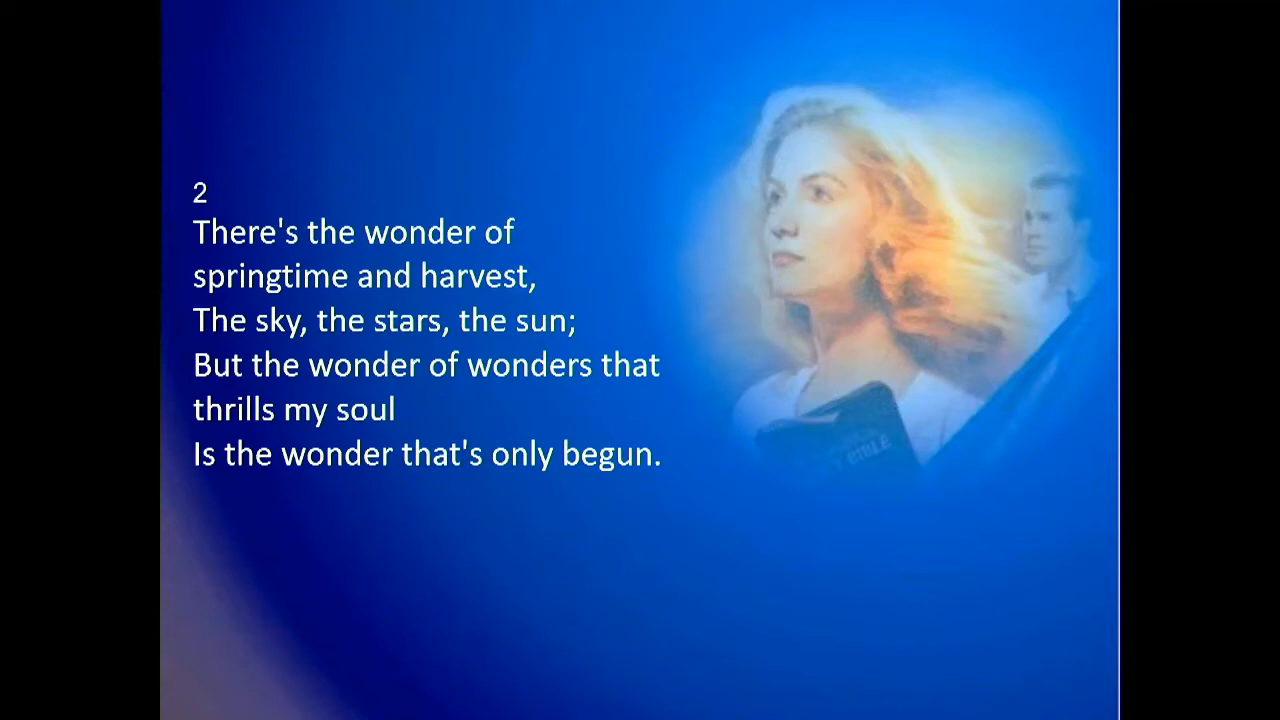 2
There's the wonder of
springtime and harvest,
The sky, the stars, the sun;
But the wonder of wonders that
thrills my soul
Is the wonder that's only begun.
BIBLE